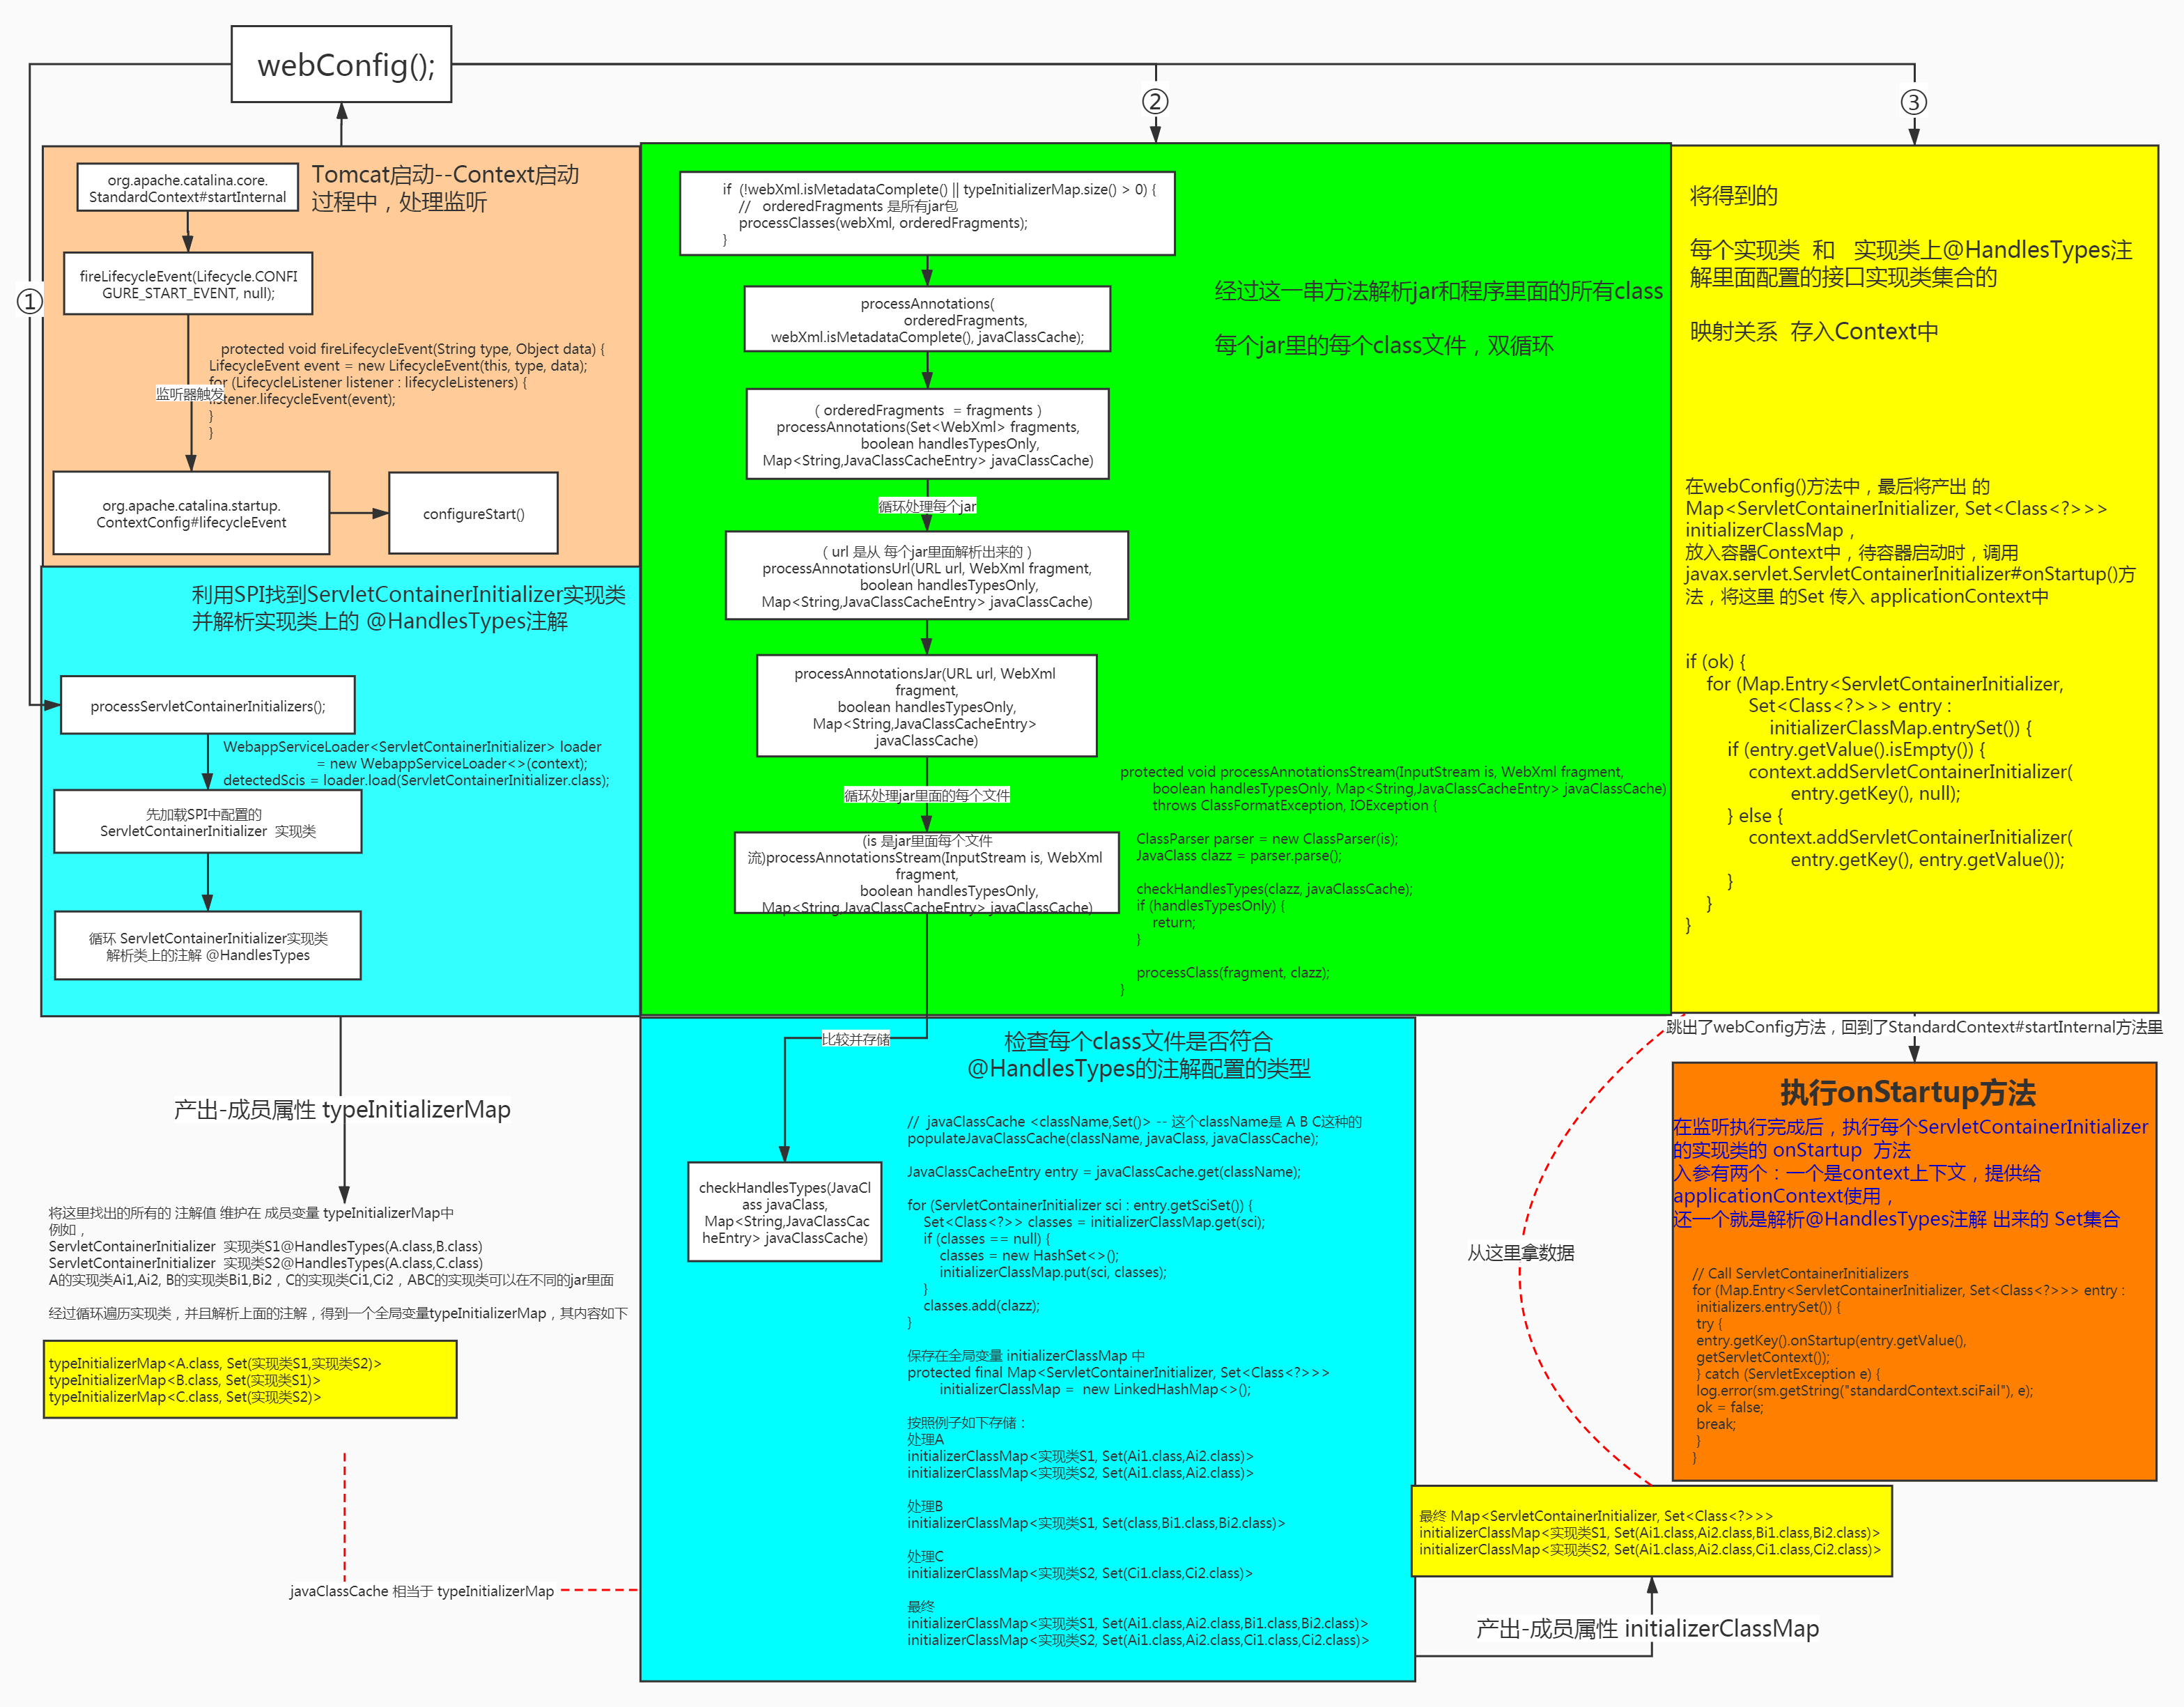 webConfig();
①
②
③
Tomcat启动--Context启动
过程中，处理监听
org.apache.catalina.core.
StandardContext#startInternal
fireLifecycleEvent(Lifecycle.CONFI
GURE_START_EVENT, null);
protected void fireLifecycleEvent(String type, Object data) {
LifecycleEvent event = new LifecycleEvent(this, type, data);
for (LifecycleListener listener : lifecycleListeners) {
listener.lifecycleEvent(event);
}
}
监听器触发
org.apache.catalina.startup.
ContextConfig#lifecycleEvent
configureStart()
利用SPI找到ServletContainerInitializer实现类
并解析实现类上的 @HandlesTypes注解
processServletContainerInitializers();
WebappServiceLoader<ServletContainerInitializer> loader
= new WebappServiceLoader<>(context);
detectedScis = loader.load(ServletContainerInitializer.class);
先加载SPI中配置的
ServletContainerInitializer 实现类
循环 ServletContainerInitializer实现类
解析类上的注解 @HandlesTypes
产出-成员属性 typeInitializerMap
将这里找出的所有的 注解值 维护在 成员变量 typeInitializerMap中
例如，
ServletContainerInitializer 实现类S1@HandlesTypes(A.class,B.class)
ServletContainerInitializer 实现类S2@HandlesTypes(A.class,C.class)
A的实现类Ai1,Ai2, B的实现类Bi1,Bi2，C的实现类Ci1,Ci2，ABC的实现类可以在不同的jar里面
经过循环遍历实现类，并且解析上面的注解，得到一个全局变量typeInitializerMap，其内容如下
typeInitializerMap<A.class, Set(实现类S1,实现类S2)>
typeInitializerMap<B.class, Set(实现类S1)>
typeInitializerMap<C.class, Set(实现类S2)>
javaClassCache 相当于 typeInitializerMap
if (!webXml.isMetadataComplete() || typeInitializerMap.size() > 0) {
// orderedFragments 是所有jar包
processClasses(webXml, orderedFragments);
}
processAnnotations(
orderedFragments,
webXml.isMetadataComplete(), javaClassCache);
经过这一串方法解析jar和程序里面的所有class
每个jar里的每个class文件，双循环
（ orderedFragments = fragments ）
processAnnotations(Set<WebXml> fragments,
boolean handlesTypesOnly,
Map<String,JavaClassCacheEntry> javaClassCache)
循环处理每个jar
（ url 是从 每个jar里面解析出来的 ）
processAnnotationsUrl(URL url, WebXml fragment,
boolean handlesTypesOnly,
Map<String,JavaClassCacheEntry> javaClassCache)
processAnnotationsJar(URL url, WebXml
fragment,
boolean handlesTypesOnly,
Map<String,JavaClassCacheEntry>
javaClassCache)
循环处理jar里面的每个文件
(is 是jar里面每个文件
流)processAnnotationsStream(InputStream is, WebXml
fragment,
boolean handlesTypesOnly,
Map<String,JavaClassCacheEntry> javaClassCache)
protected void processAnnotationsStream(InputStream is, WebXml fragment,
boolean handlesTypesOnly, Map<String,JavaClassCacheEntry> javaClassCache)
throws ClassFormatException, IOException {
ClassParser parser = new ClassParser(is);
JavaClass clazz = parser.parse();
checkHandlesTypes(clazz, javaClassCache);
if (handlesTypesOnly) {
return;
}
processClass(fragment, clazz);
}
比较并存储
检查每个class文件是否符合
@HandlesTypes的注解配置的类型
checkHandlesTypes(JavaCl
ass javaClass,
Map<String,JavaClassCac
heEntry> javaClassCache)
// javaClassCache <className,Set()> -- 这个className是 A B C这种的
populateJavaClassCache(className, javaClass, javaClassCache);
JavaClassCacheEntry entry = javaClassCache.get(className);
for (ServletContainerInitializer sci : entry.getSciSet()) {
Set<Class<?>> classes = initializerClassMap.get(sci);
if (classes == null) {
classes = new HashSet<>();
initializerClassMap.put(sci, classes);
}
classes.add(clazz);
}
保存在全局变量 initializerClassMap 中
protected final Map<ServletContainerInitializer, Set<Class<?>>>
initializerClassMap = new LinkedHashMap<>();
按照例子如下存储：
处理A
initializerClassMap<实现类S1, Set(Ai1.class,Ai2.class)>
initializerClassMap<实现类S2, Set(Ai1.class,Ai2.class)>
处理B
initializerClassMap<实现类S1, Set(class,Bi1.class,Bi2.class)>
处理C
initializerClassMap<实现类S2, Set(Ci1.class,Ci2.class)>
最终
initializerClassMap<实现类S1, Set(Ai1.class,Ai2.class,Bi1.class,Bi2.class)>
initializerClassMap<实现类S2, Set(Ai1.class,Ai2.class,Ci1.class,Ci2.class)>
产出-成员属性 initializerClassMap
最终 Map<ServletContainerInitializer, Set<Class<?>>>
initializerClassMap<实现类S1, Set(Ai1.class,Ai2.class,Bi1.class,Bi2.class)>
initializerClassMap<实现类S2, Set(Ai1.class,Ai2.class,Ci1.class,Ci2.class)>
从这里拿数据
将得到的
每个实现类 和 实现类上@HandlesTypes注
解里面配置的接口实现类集合的
映射关系 存入Context中
在webConfig()方法中，最后将产出 的
Map<ServletContainerInitializer, Set<Class<?>>>
initializerClassMap，
放入容器Context中，待容器启动时，调用
javax.servlet.ServletContainerInitializer#onStartup()方
法，将这里 的Set 传入 applicationContext中
if (ok) {
for (Map.Entry<ServletContainerInitializer,
Set<Class<?>>> entry :
initializerClassMap.entrySet()) {
if (entry.getValue().isEmpty()) {
context.addServletContainerInitializer(
entry.getKey(), null);
} else {
context.addServletContainerInitializer(
entry.getKey(), entry.getValue());
}
}
}
跳出了webConfig方法，回到了StandardContext#startInternal方法里
执行onStartup方法
在监听执行完成后，执行每个ServletContainerInitializer
的实现类的 onStartup 方法
入参有两个：一个是context上下文，提供给
applicationContext使用，
还一个就是解析@HandlesTypes注解 出来的 Set集合
// Call ServletContainerInitializers
for (Map.Entry<ServletContainerInitializer, Set<Class<?>>> entry :
initializers.entrySet()) {
try {
entry.getKey().onStartup(entry.getValue(),
getServletContext());
} catch (ServletException e) {
log.error(sm.getString("standardContext.sciFail"), e);
ok = false;
break;
}
}